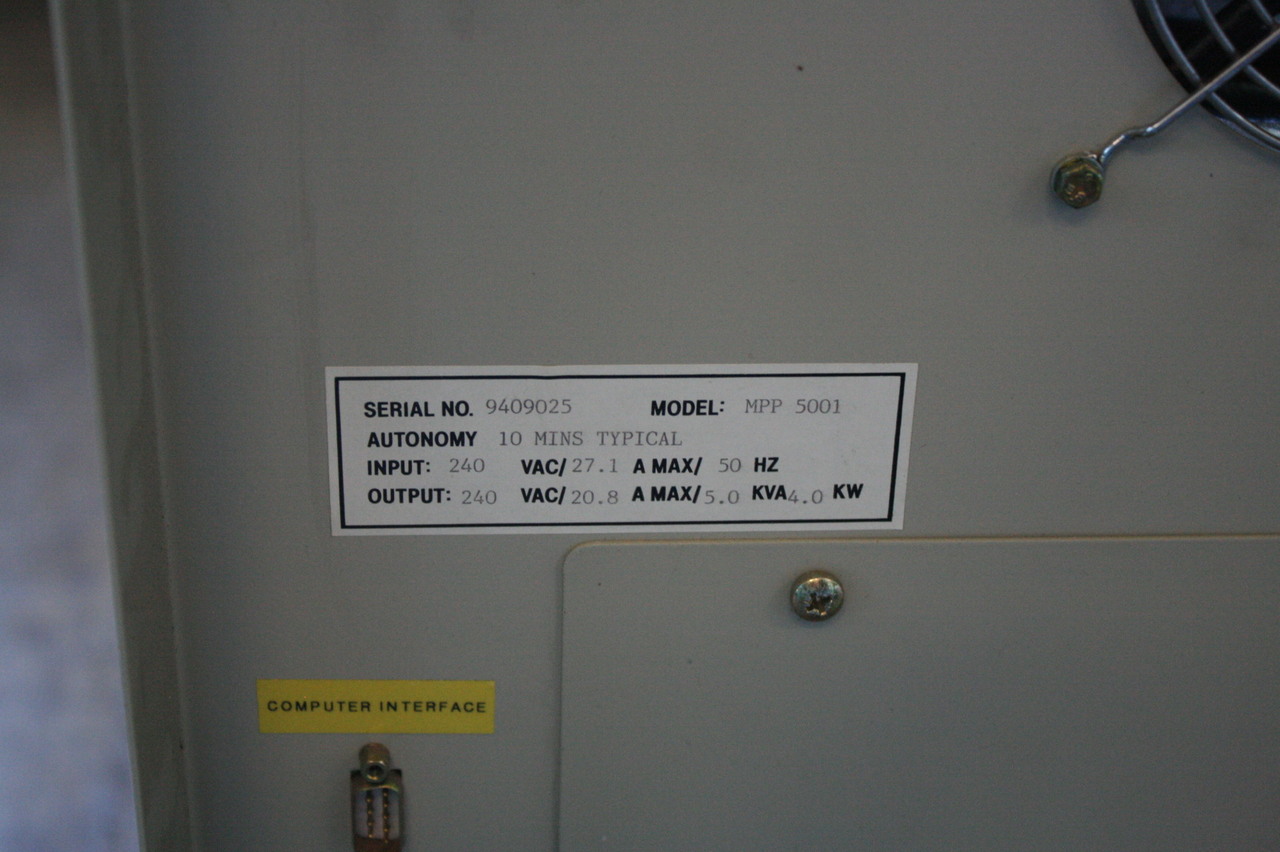 SERIAL NO. 9409025 MODEL: MPP 5001
AUTONOMY 10 MINS TYPICAL
INPUT: 240 VAC/ 27.1 A MAX/ 50 HZ
OUTPUT: 240 VAC/ 20.8 A MAX/ 5.0 KVA 4.0 KW
COMPUTER INTERFACE